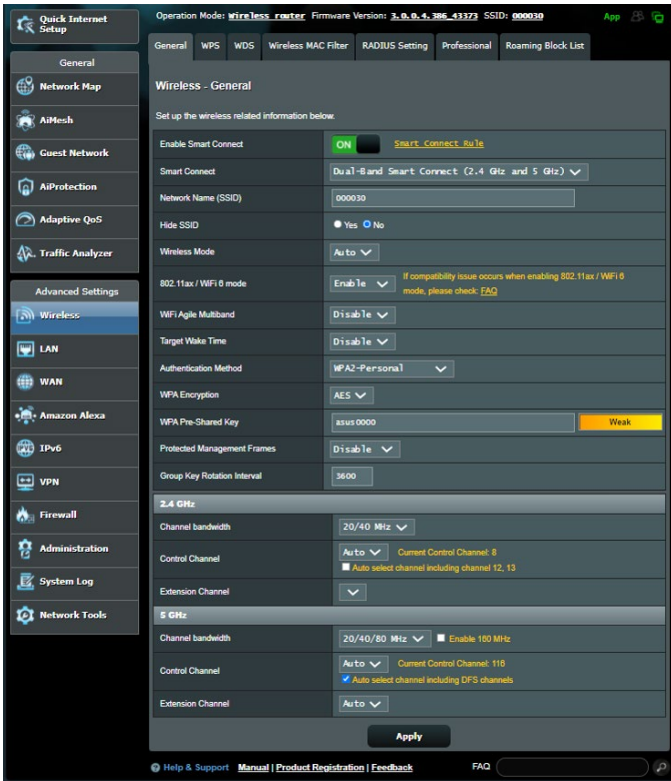 Quick Internet
Setup
General
Network Map
AiMesh
Guest Network
AiProtection
Adaptive QoS
Traffic Analyzer
Advanced Settings
Wireless
LAN
WAN
Amazon Alexa
IPv6
VPN
Firewall
Administration
System Log
Network Tools
Operation Mode: Wireless router Firmware Version: 3.0.0.4.386_43373 SSID: 000030 App
General WPS WDS Wireless MAC Filter RADIUS Setting Professional Roaming Block List
Wireless - General
Set up the wireless related information below.
Enable Smart Connect ON Smart Connect Rule
Smart Connect Dual-Band Smart Connect (2.4 GHz and 5 GHz)
Network Name (SSID) 000030
Hide SSID Yes No
Wireless Mode Auto
802.11ax / WiFi 6 mode Enable If compatibility issue occurs when enabling 802.11ax / WiFi 6
mode, please check: FAQ
WiFi Agile Multiband Disable
Target Wake Time Disable
Authentication Method WPA2-Personal
WPA Encryption AES
WPA Pre-Shared Key asus0000 Weak
Protected Management Frames Disable
Group Key Rotation Interval 3600
2.4 GHz
Channel bandwidth 20/40 MHz
Control Channel Auto Current Control Channel: 8
Auto select channel including channel 12, 13
Extension Channel
5 GHz
Channel bandwidth 20/40/80 MHz Enable 160 MHz
Control Channel Auto Current Control Channel: 116
Auto select channel including DFS channels
Extension Channel Auto
Apply
Help & Support Manual | Product Registration | Feedback FAQ